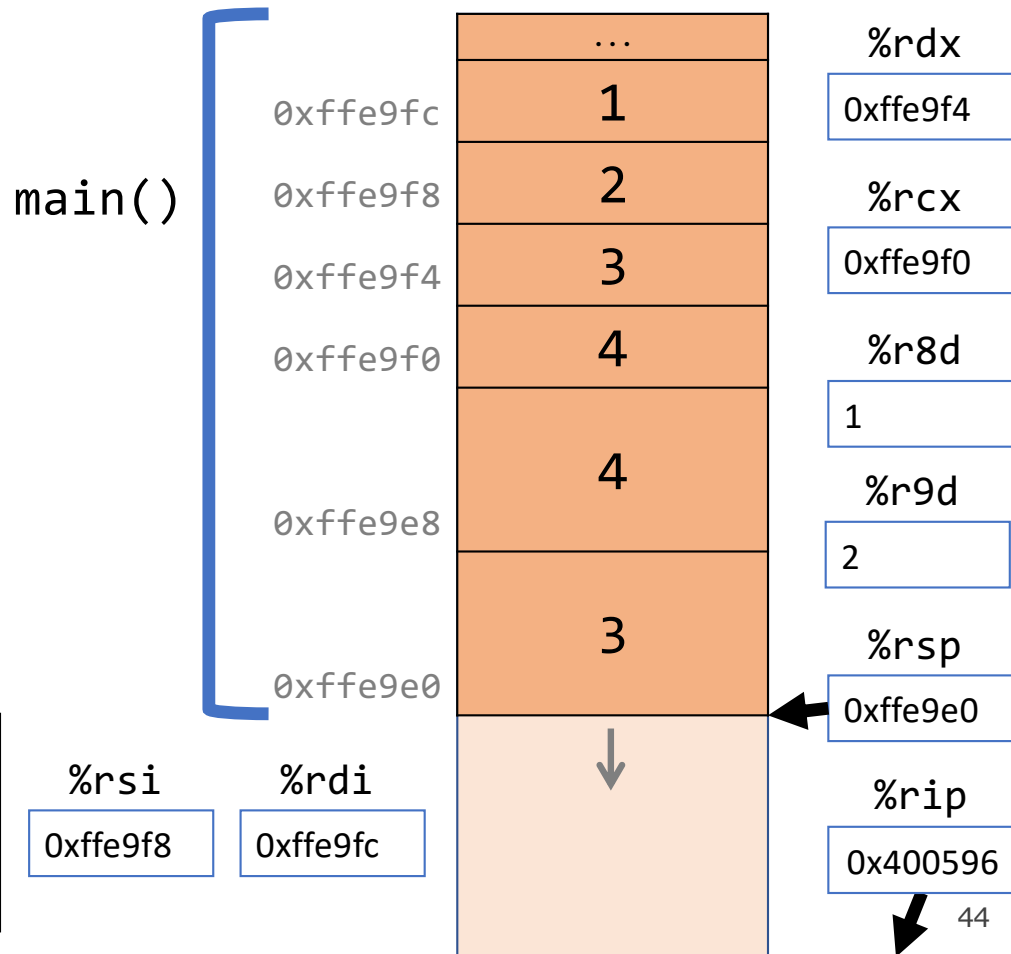 ...
%rdx
0xffe9fc
1
0xffe9f4
main()
0xffe9f8
2
%rcx
0xffe9f4
3
0xffe9f0
0xffe9f0
4
%r8d
1
4
%r9d
0xffe9e8
2
3
%rsp
0xffe9e0
0xffe9e0
%rsi
%rdi
%rip
0xffe9f8
0xffe9fc
0x400596
44